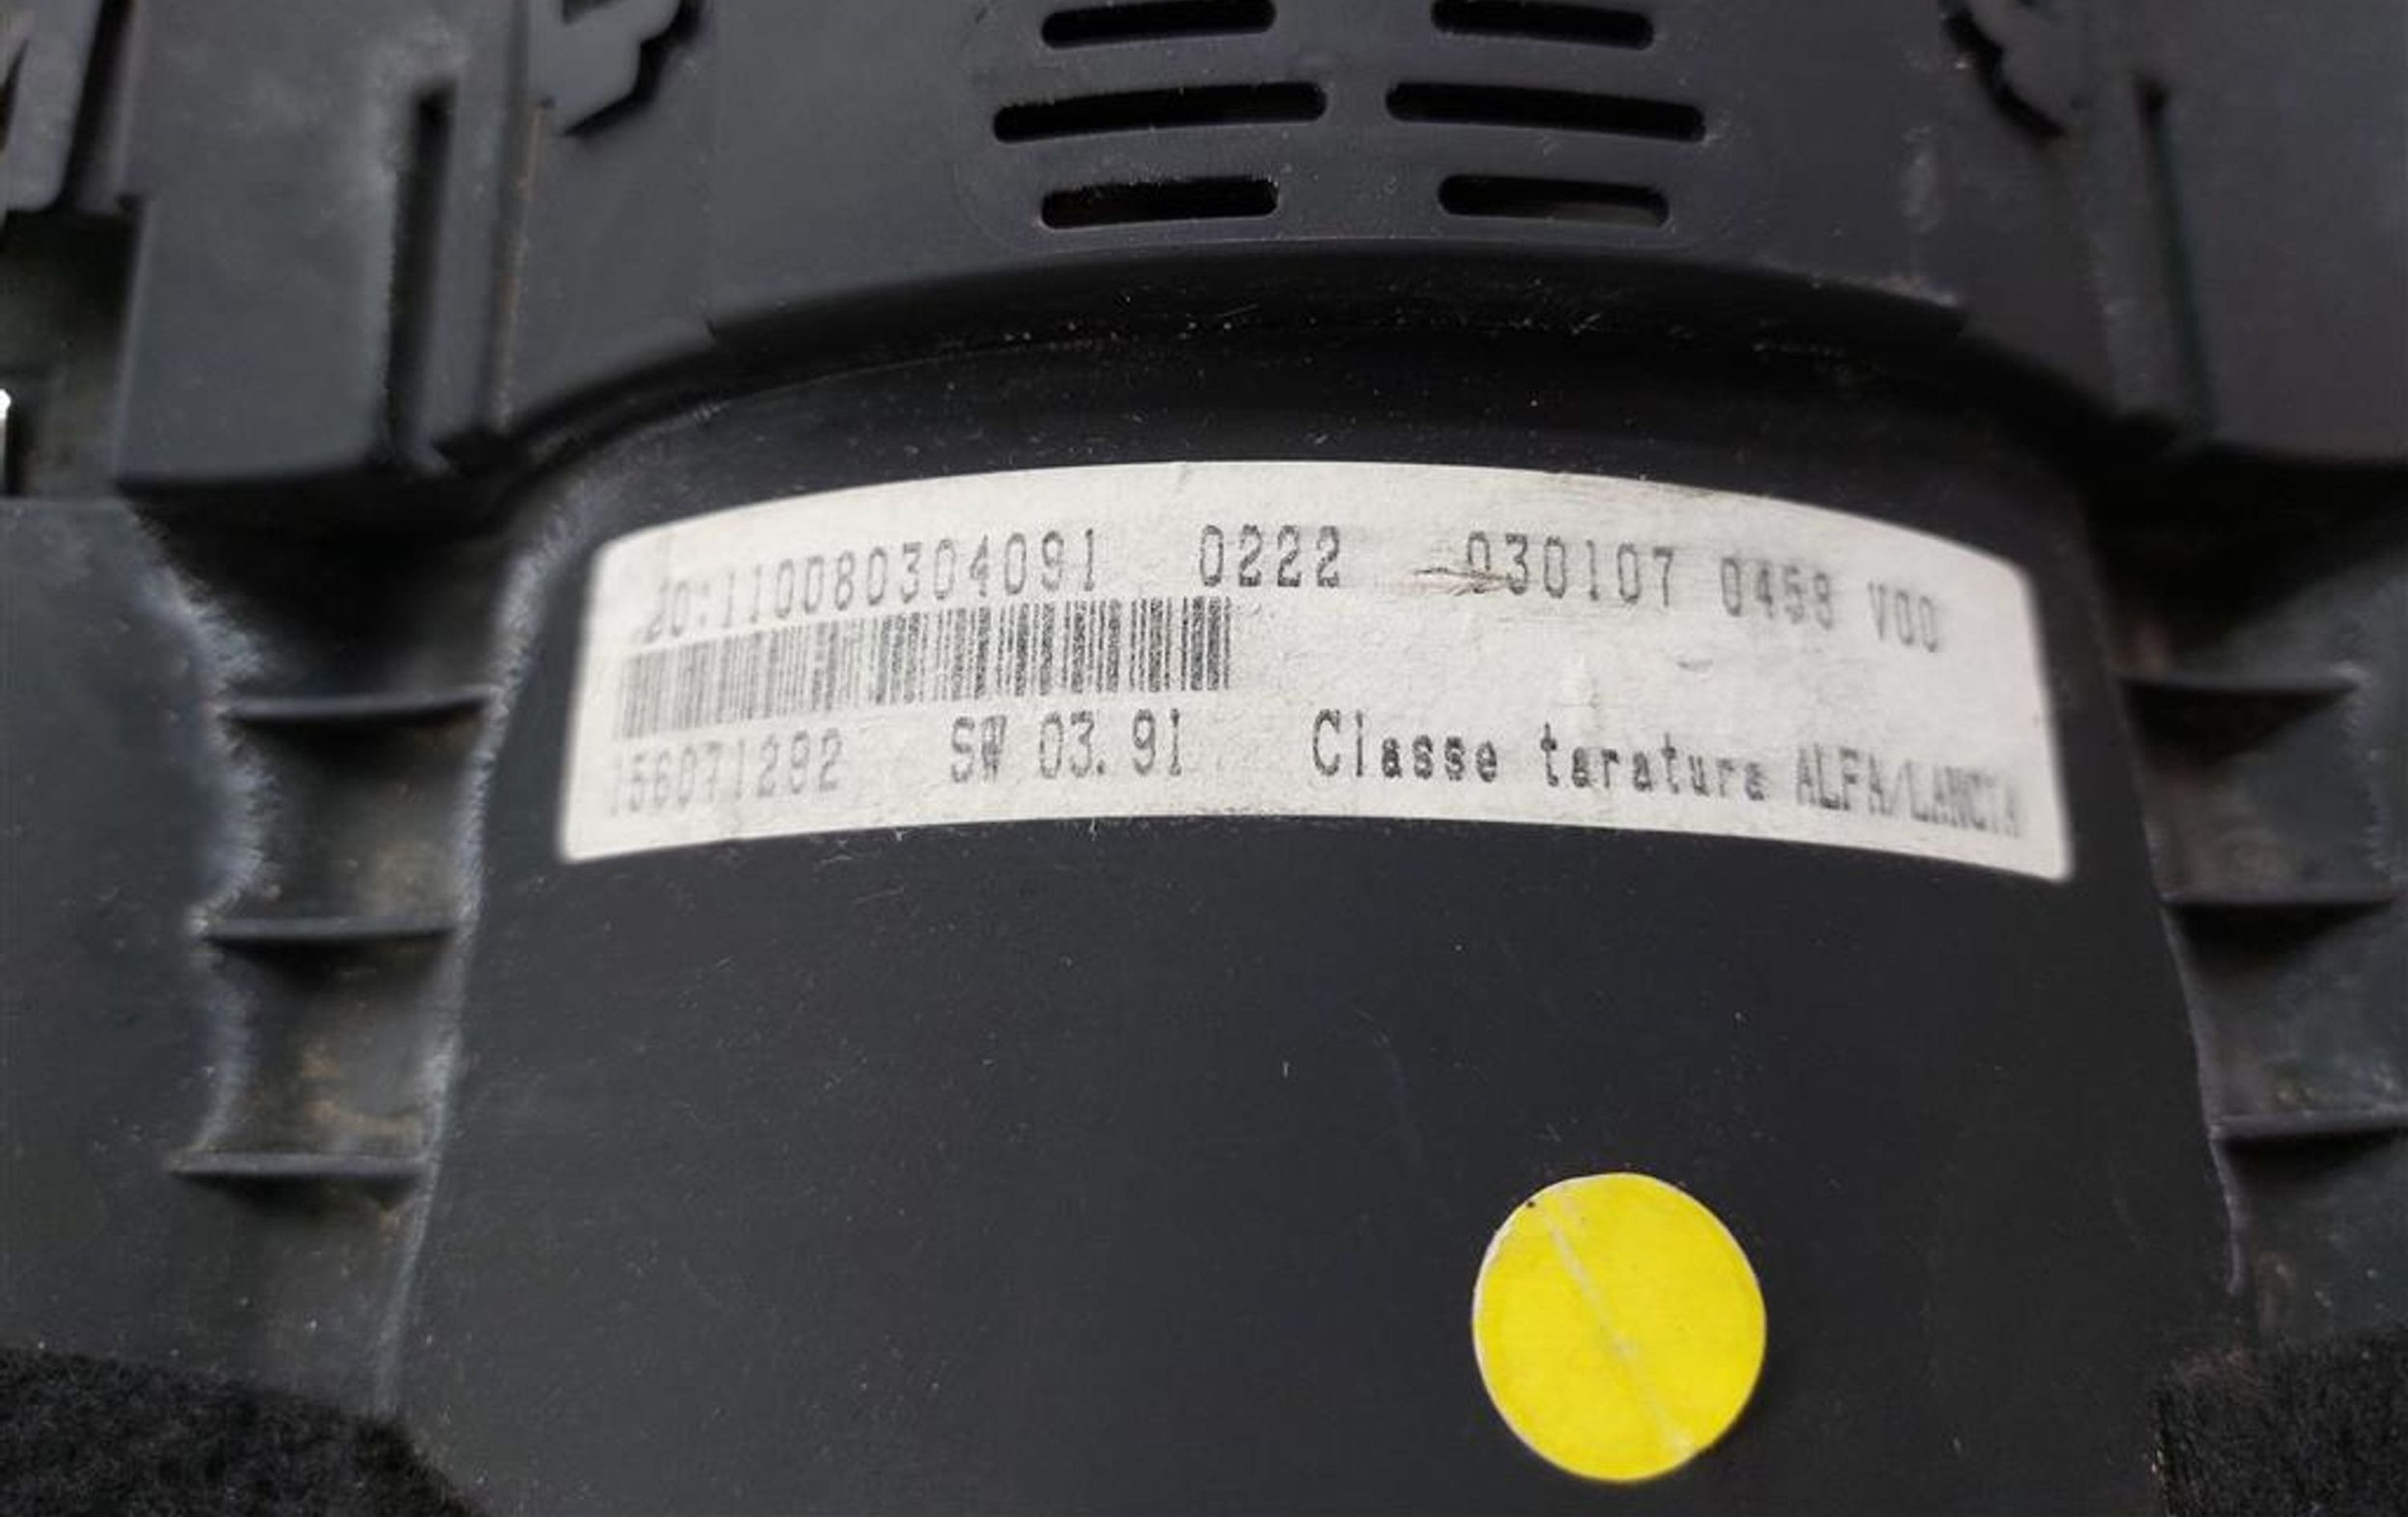 20:110080304091 0222 030107 0458 V00
156071282 SW 03.91 Classe taratura ALFA/LANCIA